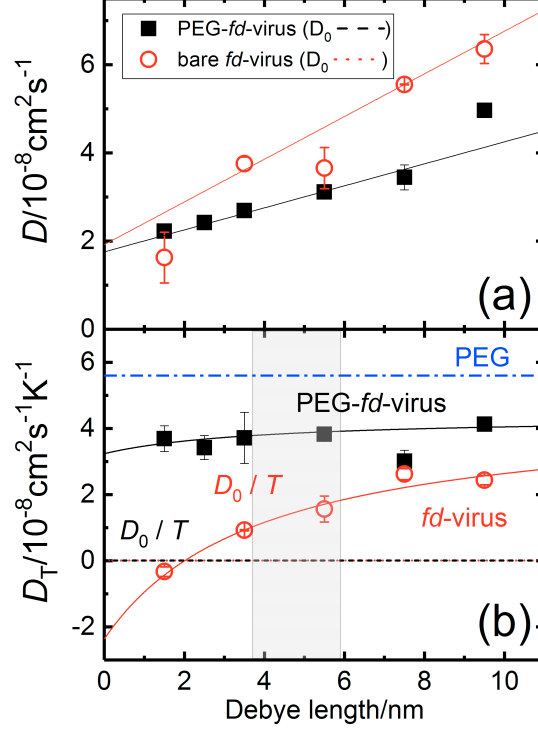 PEG-fd-virus (D₀ - - - )
bare fd-virus (D₀ ····· )
D/10⁻⁸cm²s⁻¹
6
4
2
0
(a)
PEG
PEG-fd-virus
D₀ / T
D₀ / T
fd-virus
D_T/10⁻⁸cm²s⁻¹K⁻¹
6
4
2
0
-2
(b)
0 2 4 6 8 10
Debye length/nm